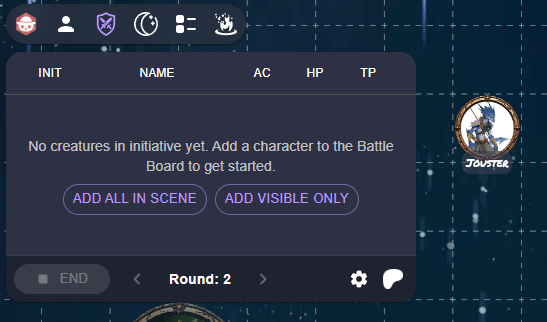 INIT NAME AC HP TP
No creatures in initiative yet. Add a character to the Battle
Board to get started.
ADD ALL IN SCENE ADD VISIBLE ONLY
END Round: 2
Jouster